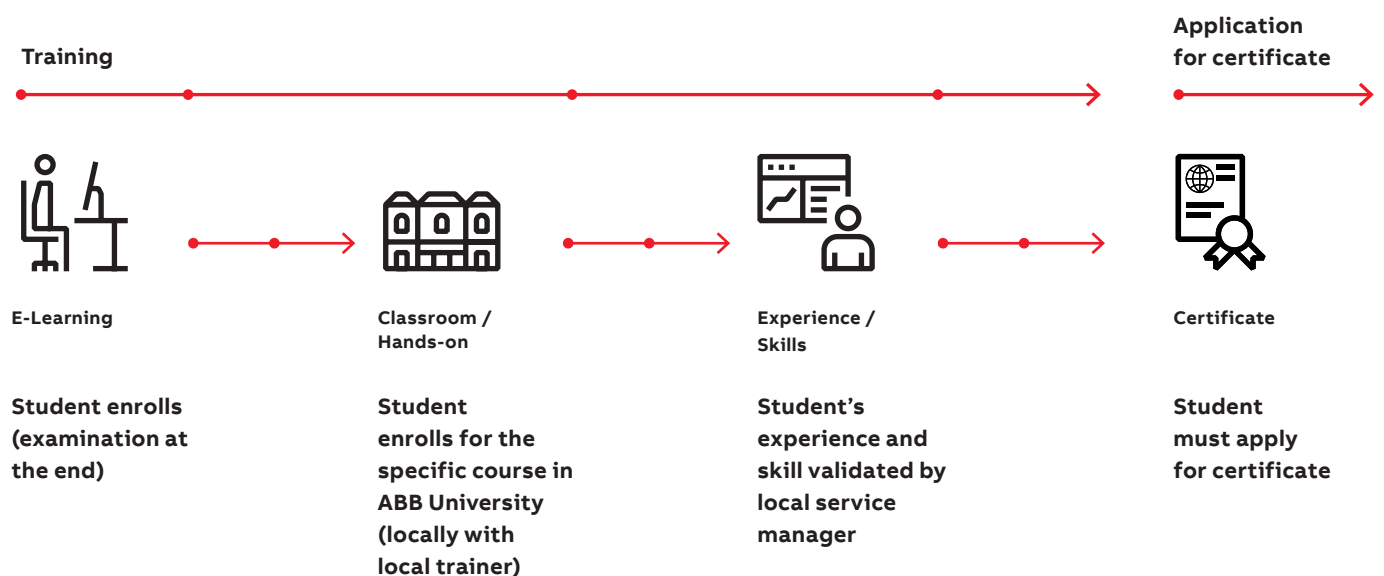 Training
Application
for certificate
E-Learning
Classroom /
Hands-on
Experience /
Skills
Certificate
Student enrolls
(examination at
the end)
Student
enrolls for the
specific course in
ABB University
(locally with
local trainer)
Student’s
experience and
skill validated by
local service
manager
Student
must apply
for certificate